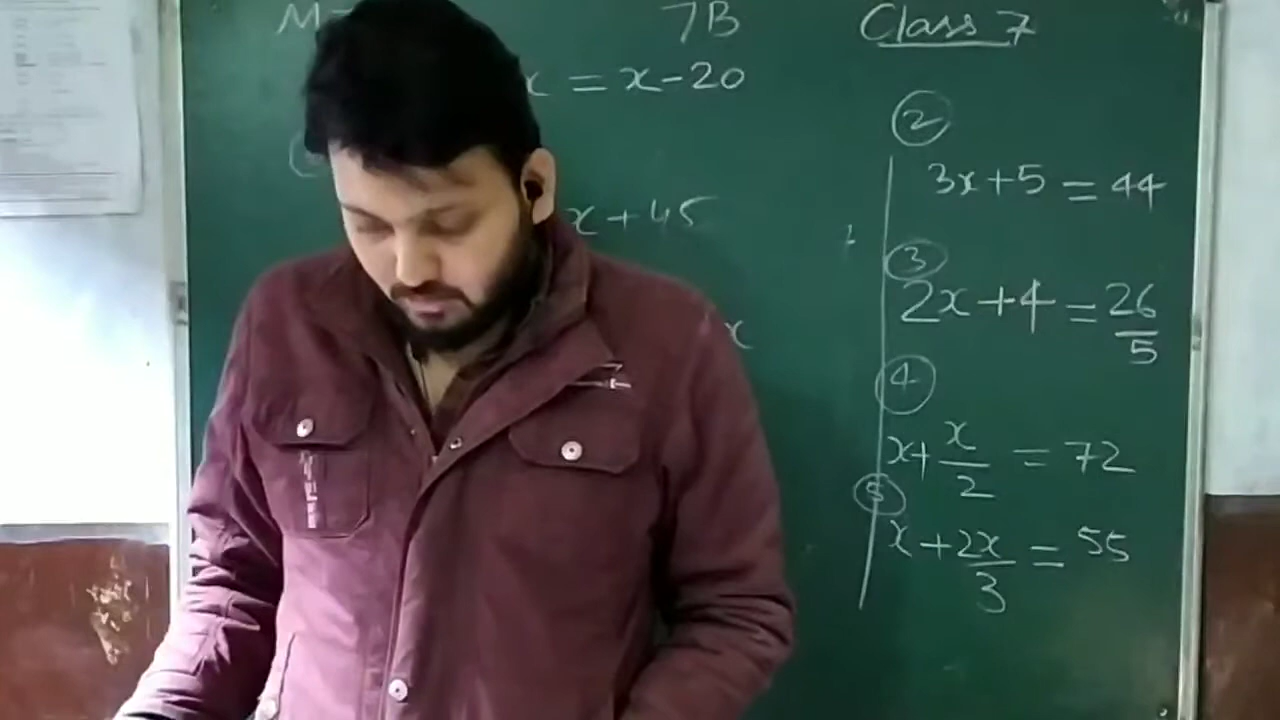 7B
x = x - 20
x + 45
x
Class 7
②
3x + 5 = 44
③
2x + 4 = 26/5
④
x + x/2 = 72
⑤
x + 2x/3 = 55